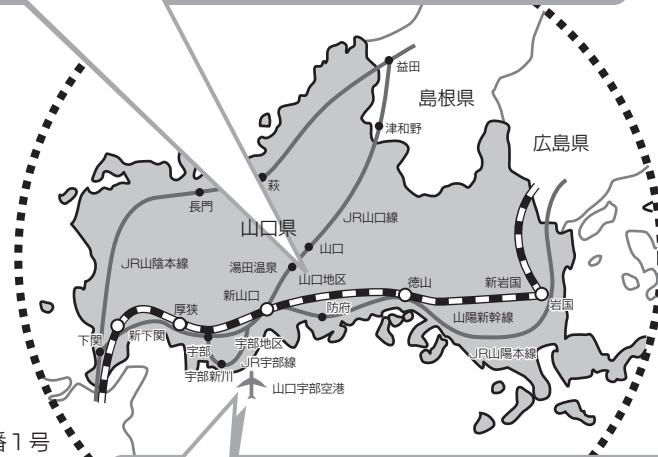 益田
島根県
津和野
広島県
萩
長門
山口県
JR山口線
山口
JR山陰本線
湯田温泉
山口地区
徳山
新岩国
新山口
岩国
厚狭
防府
山陽新幹線
下関
新下関
宇部
宇部地区
JR山陽本線
JR宇部線
宇部新川
山口宇部空港
番1号